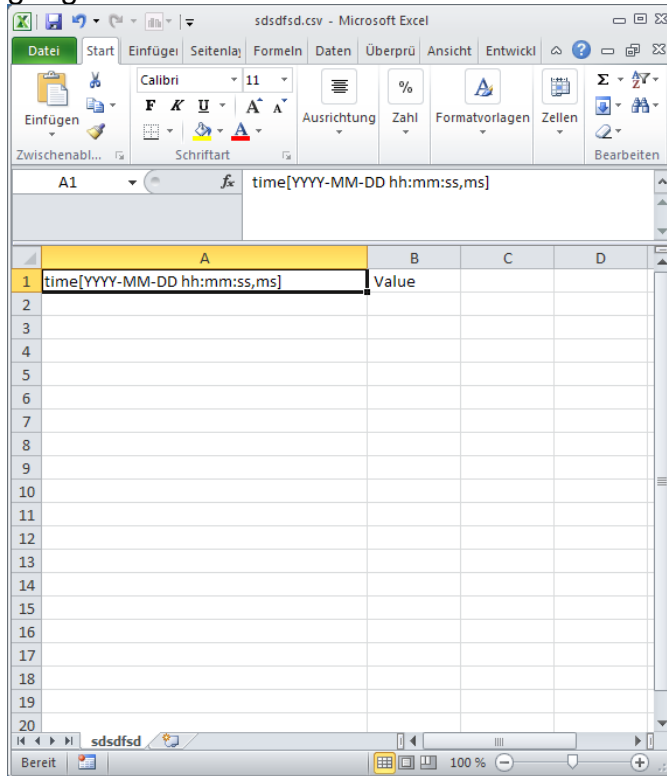 sdsdfsd.csv - Microsoft Excel
Datei Start Einfüger Seitenlay Formeln Daten Überprü Ansicht Entwickl
Calibri 11
Einfügen F K U A A A Ausrichtung % Zahl A Formatvorlagen Zellen Σ
Zwischenabl... Schriftart Bearbeiten
A1 fx time[YYYY-MM-DD hh:mm:ss,ms]
A B C D
1 time[YYYY-MM-DD hh:mm:ss,ms] Value
2
3
4
5
6
7
8
9
10
11
12
13
14
15
16
17
18
19
20
sdsdfsd
Bereit 100 %